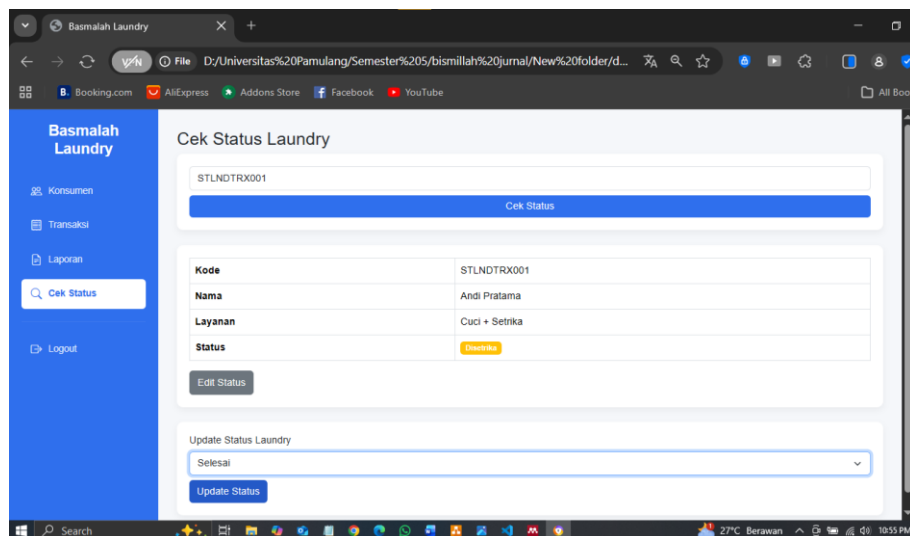 Basmalah Laundry
VPN
File D:/Universitas%20Pamulang/Semester%205/bismillah%20jurnal/New%20folder/d...
B. Booking.com AliExpress Addons Store Facebook YouTube All Boo
Basmalah
Laundry
Konsumen
Transaksi
Laporan
Cek Status
Logout
Cek Status Laundry
STLNDTRX001
Cek Status
Kode STLNDTRX001
Nama Andi Pratama
Layanan Cuci + Setrika
Status Disetrika
Edit Status
Update Status Laundry
Selesai
Update Status
Search 27°C Berawan 10:55 PM